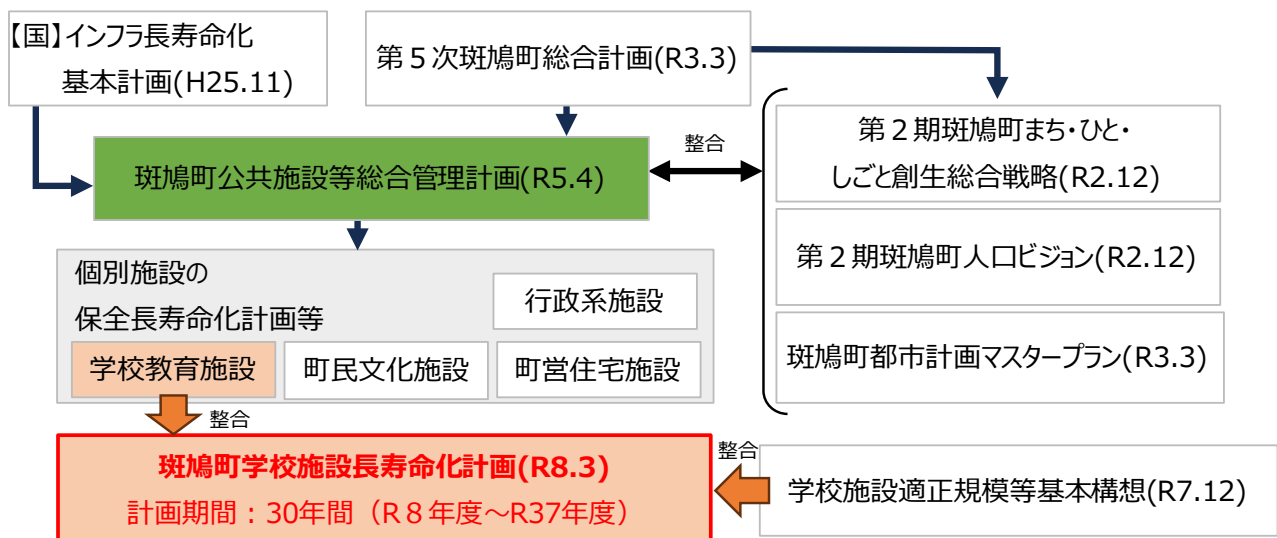 【国】インフラ長寿命化
基本計画(H25.11)
第５次斑鳩町総合計画(R3.3)
斑鳩町公共施設等総合管理計画(R5.4)
整合
第２期斑鳩町まち・ひと・
しごと創生総合戦略(R2.12)
第２期斑鳩町人口ビジョン(R2.12)
斑鳩町都市計画マスタープラン(R3.3)
個別施設の
保全長寿命化計画等
行政系施設
学校教育施設
町民文化施設
町営住宅施設
整合
斑鳩町学校施設長寿命化計画(R8.3)
計画期間：30年間（R８年度～R37年度）
整合
学校施設適正規模等基本構想(R7.12)